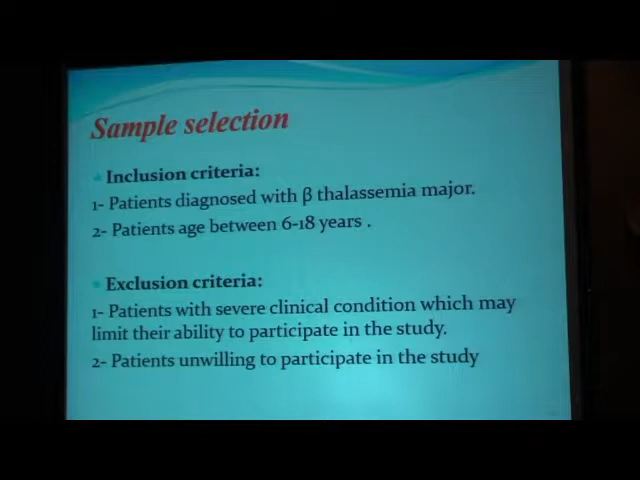 Sample selection
Inclusion criteria:
1- Patients diagnosed with β thalassemia major.
2- Patients age between 6-18 years .
Exclusion criteria:
1- Patients with severe clinical condition which may
limit their ability to participate in the study.
2- Patients unwilling to participate in the study